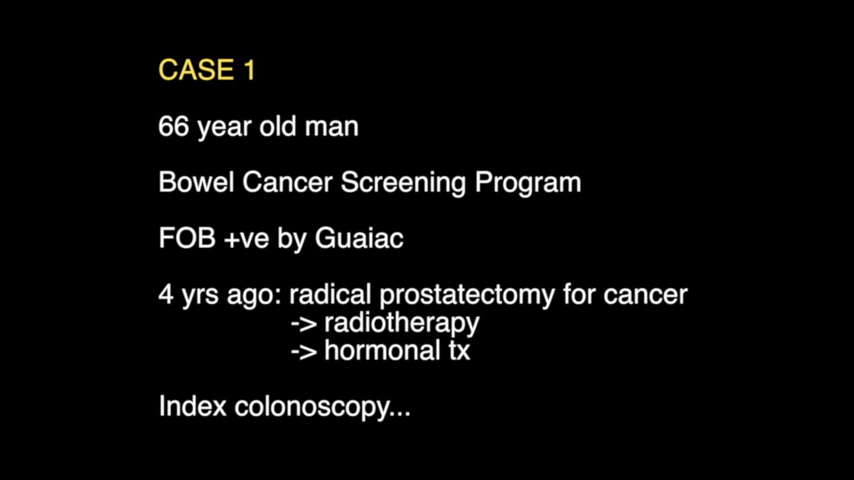 CASE 1
66 year old man
Bowel Cancer Screening Program
FOB +ve by Guaiac
4 yrs ago: radical prostatectomy for cancer
-> radiotherapy
-> hormonal tx
Index colonoscopy...